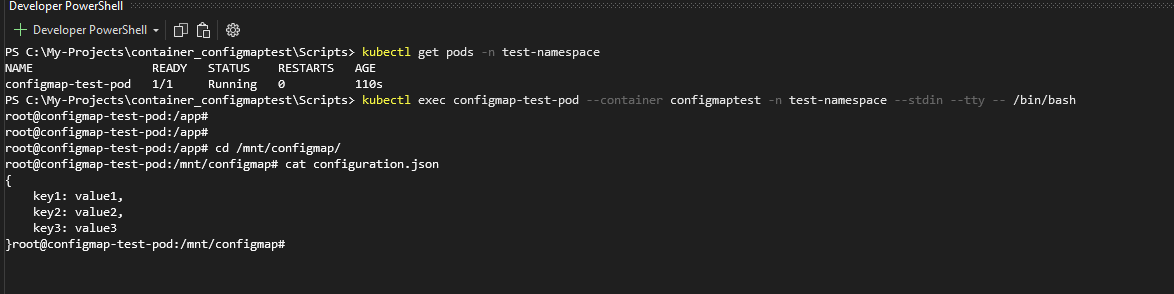 Developer PowerShell
+ Developer PowerShell
PS C:\My-Projects\container_configmaptest\Scripts> kubectl get pods -n test-namespace
NAME                 READY   STATUS    RESTARTS   AGE
configmap-test-pod   1/1     Running   0          110s
PS C:\My-Projects\container_configmaptest\Scripts> kubectl exec configmap-test-pod --container configmaptest -n test-namespace --stdin --tty -- /bin/bash
root@configmap-test-pod:/app#
root@configmap-test-pod:/app#
root@configmap-test-pod:/app# cd /mnt/configmap/
root@configmap-test-pod:/mnt/configmap# cat configuration.json
{
    key1: value1,
    key2: value2,
    key3: value3
}root@configmap-test-pod:/mnt/configmap#